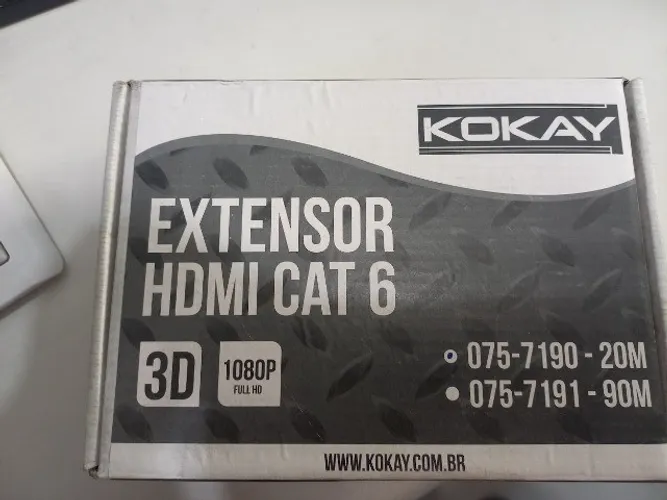 KOKAY
EXTENSOR
HDMI CAT 6
3D
1080P
FULL HD
075-7190 - 20M
075-7191 - 90M
WWW.KOKAY.COM.BR